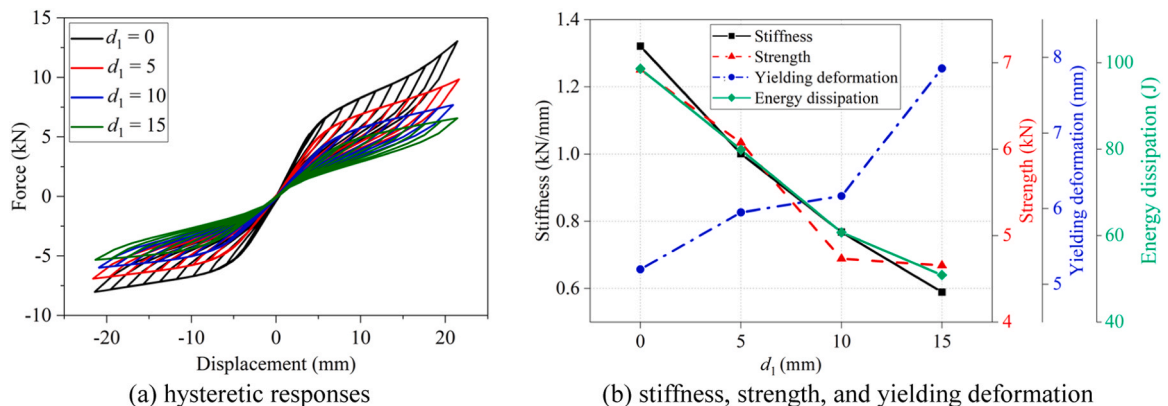 15
10
5
0
-5
-10
Force (kN)
-20
-10
0
10
20
Displacement (mm)
d1 = 0
d1 = 5
d1 = 10
d1 = 15
(a) hysteretic responses
1.4
1.2
1.0
0.8
0.6
Stiffness (kN/mm)
0
5
10
15
d1 (mm)
Stiffness
Strength
Yielding deformation
Energy dissipation
7
6
5
4
Strength (kN)
8
7
6
5
Yielding deformation (mm)
100
80
60
40
Energy dissipation (J)
(b) stiffness, strength, and yielding deformation